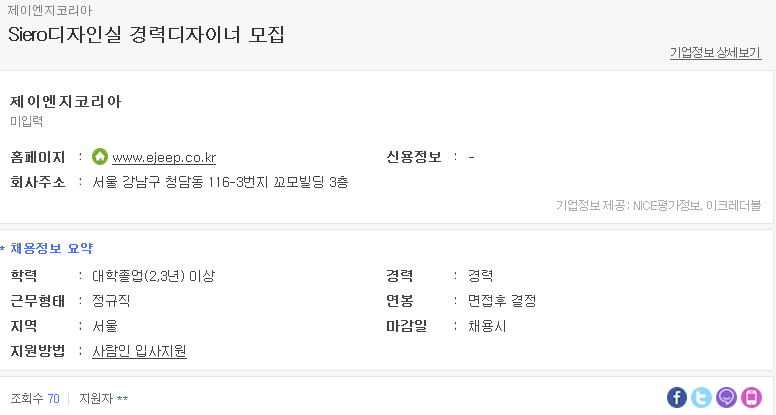 제이엔지코리아
Siero디자인실 경력디자이너 모집
기업정보 상세보기
제이엔지코리아
미입력
홈페이지 : www.ejeep.co.kr 신용정보 : -
회사주소 : 서울 강남구 청담동 116-3번지 꼬모빌딩 3층
기업정보 제공 : NICE평가정보, 이크레더블
* 채용정보 요약
학력 : 대학졸업(2,3년) 이상 경력 : 경력
근무형태 : 정규직 연봉 : 면접후 결정
지역 : 서울 마감일 : 채용시
지원방법 : 사람인 입사지원
조회수 70 지원자 **